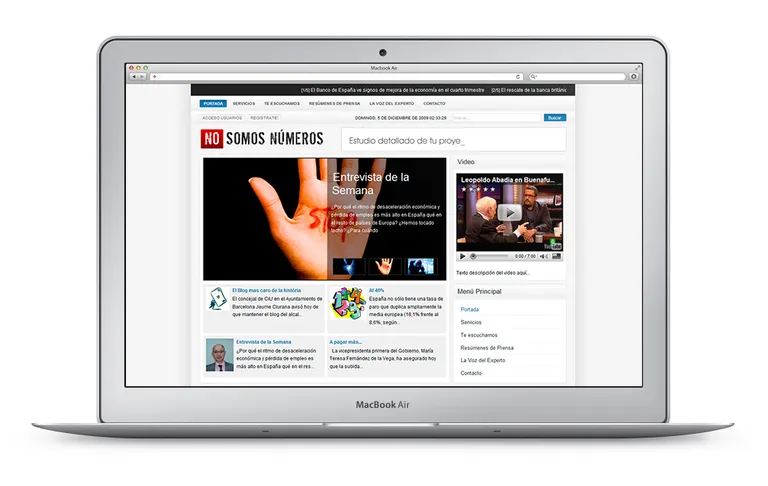 Macbook Air
[1/5] El Banco de España ve signos de mejora de la economía en el cuarto trimestre [2/5] El rescate de la banca británic
PORTADA SERVICIOS TE ESCUCHAMOS RESÚMENES DE PRENSA LA VOZ DEL EXPERTO CONTACTO
ACCESO USUARIOS REGISTRATE! DOMINGO, 5 DE DICIEMBRE DE 2009 02:33:29 buscar... Buscar
NO SOMOS NÚMEROS
Estudio detallado de tu proye_
Entrevista de la
Semana
¿Por qué el ritmo de desaceleración económica y
pérdida de empleo es más alto en España qué en
el resto de países de Europa? ¿Hemos tocado
techo? ¿Para cuándo
Video
Leopoldo Abadia en Buenafu...
0:00 / 7:00
YouTube
Texto descripción del video aquí...
El Blog mas caro de la história
El concejal de CiU en el Ayuntamiento de
Barcelona Jaume Ciurana avisó hoy de
que mantener el blog del alcal...
Al 40%
España no sólo tiene una tasa de
paro que duplica ampliamente la
media europea (18,1% frente al
8,6%, según...
Entrevista de la Semana
¿Por qué el ritmo de desaceleración
económica y pérdida de empleo es
más alto en España qué en el res...
A pagar más...
La vicepresidenta primera del Gobierno, María
Teresa Fernández de la Vega, ha asegurado hoy
que la subida...
Menú Principal
Portada
Servicios
Te escuchamos
Resúmenes de Prensa
La Voz del Experto
Contacto
MacBook Air